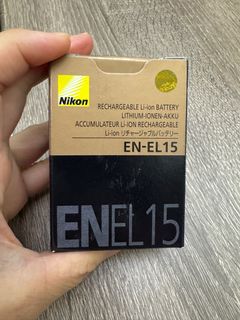 Nikon
RECHARGEABLE Li-ion BATTERY
LITHIUM-IONEN-AKKU
ACCUMULATEUR Li-ION RECHARGEABLE
Li-ion リチャージャブルバッテリー
EN-EL15
ENEL15